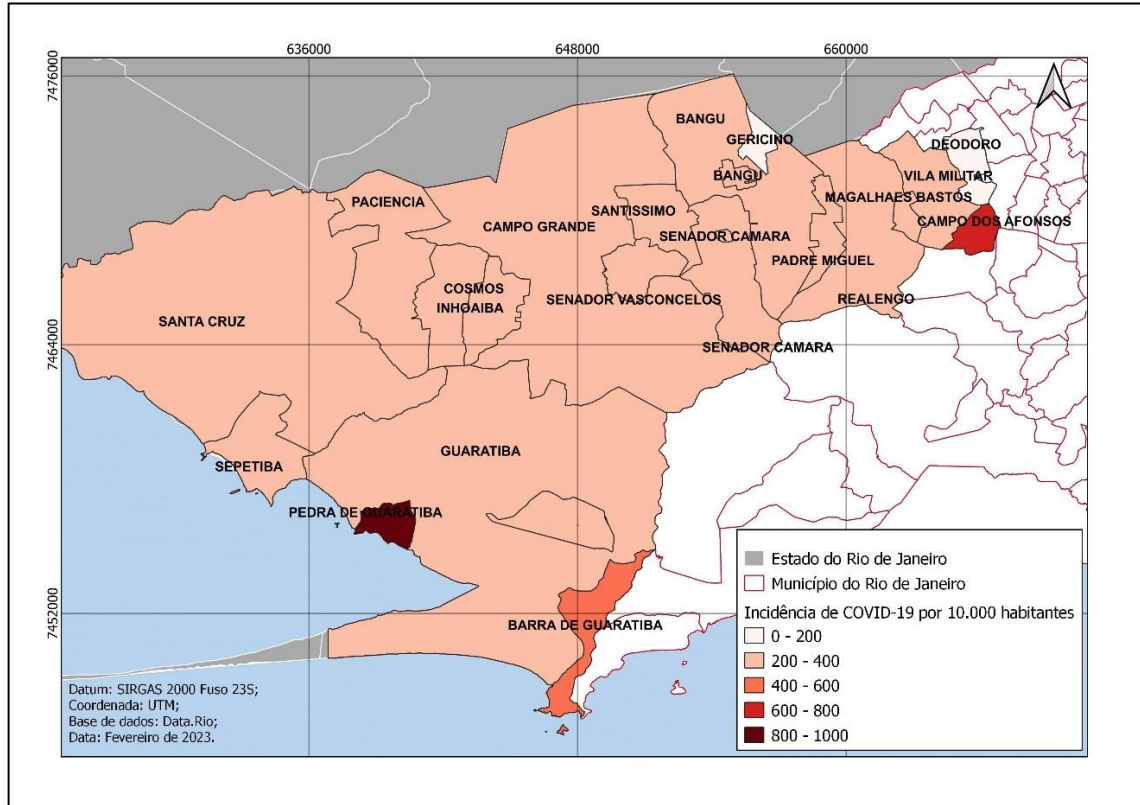 636000
648000
660000
7476000
7464000
7452000
BANGU
GERICINO
DEODORO
BANGU
VILA MILITAR
PACIENCIA
MAGALHAES BASTOS
SANTISSIMO
CAMPO GRANDE
CAMPO DOS AFONSOS
SENADOR CAMARA
PADRE MIGUEL
COSMOS
INHOAIBA
SENADOR VASCONCELOS
REALENGO
SANTA CRUZ
SENADOR CAMARA
GUARATIBA
SEPETIBA
PEDRA DE GUARATIBA
BARRA DE GUARATIBA
Estado do Rio de Janeiro
Município do Rio de Janeiro
Incidência de COVID-19 por 10.000 habitantes
0 - 200
200 - 400
400 - 600
600 - 800
800 - 1000
Datum: SIRGAS 2000 Fuso 23S;
Coordenada: UTM;
Base de dados: Data.Rio;
Data: Fevereiro de 2023.